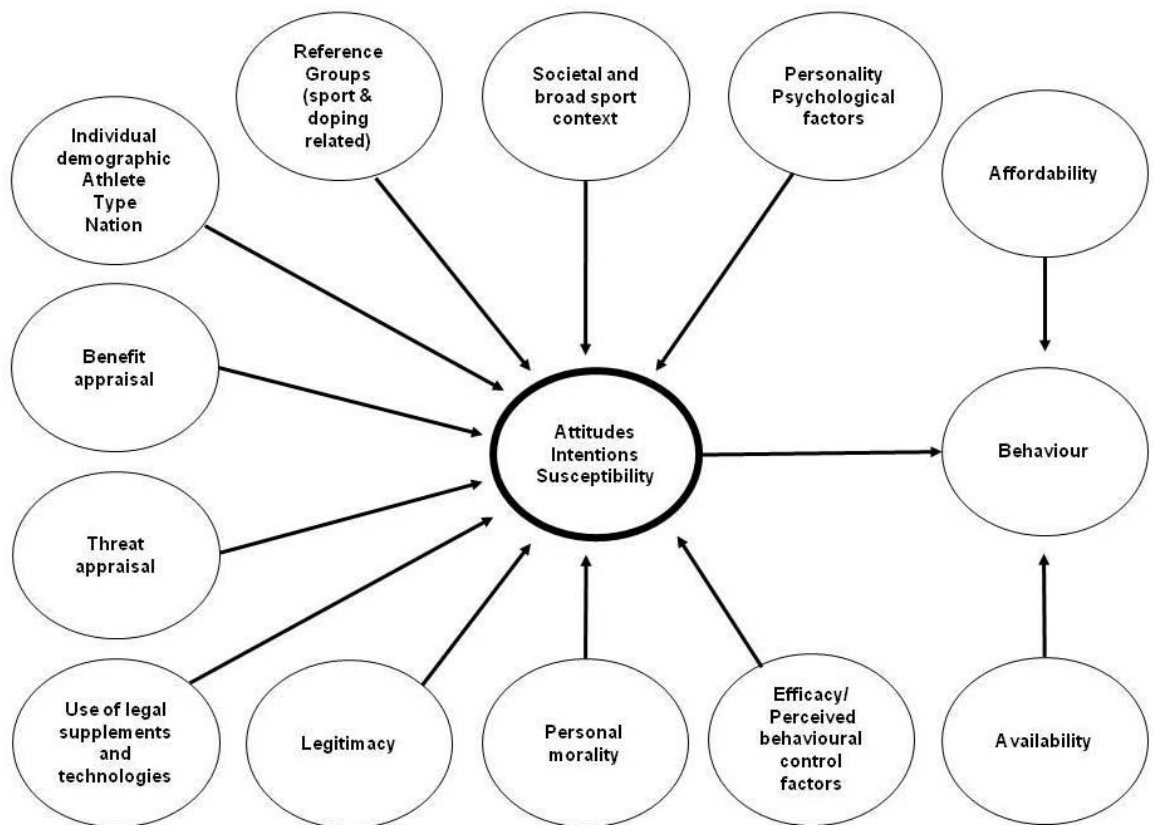 Reference
Groups
(sport &
doping
related)
Societal and
broad sport
context
Personality
Psychological
factors
Individual
demographic
Athlete
Type
Nation
Affordability
Benefit
appraisal
Attitudes
Intentions
Susceptibility
Behaviour
Threat
appraisal
Use of legal
supplements
and
technologies
Legitimacy
Personal
morality
Efficacy/
Perceived
behavioural
control
factors
Availability